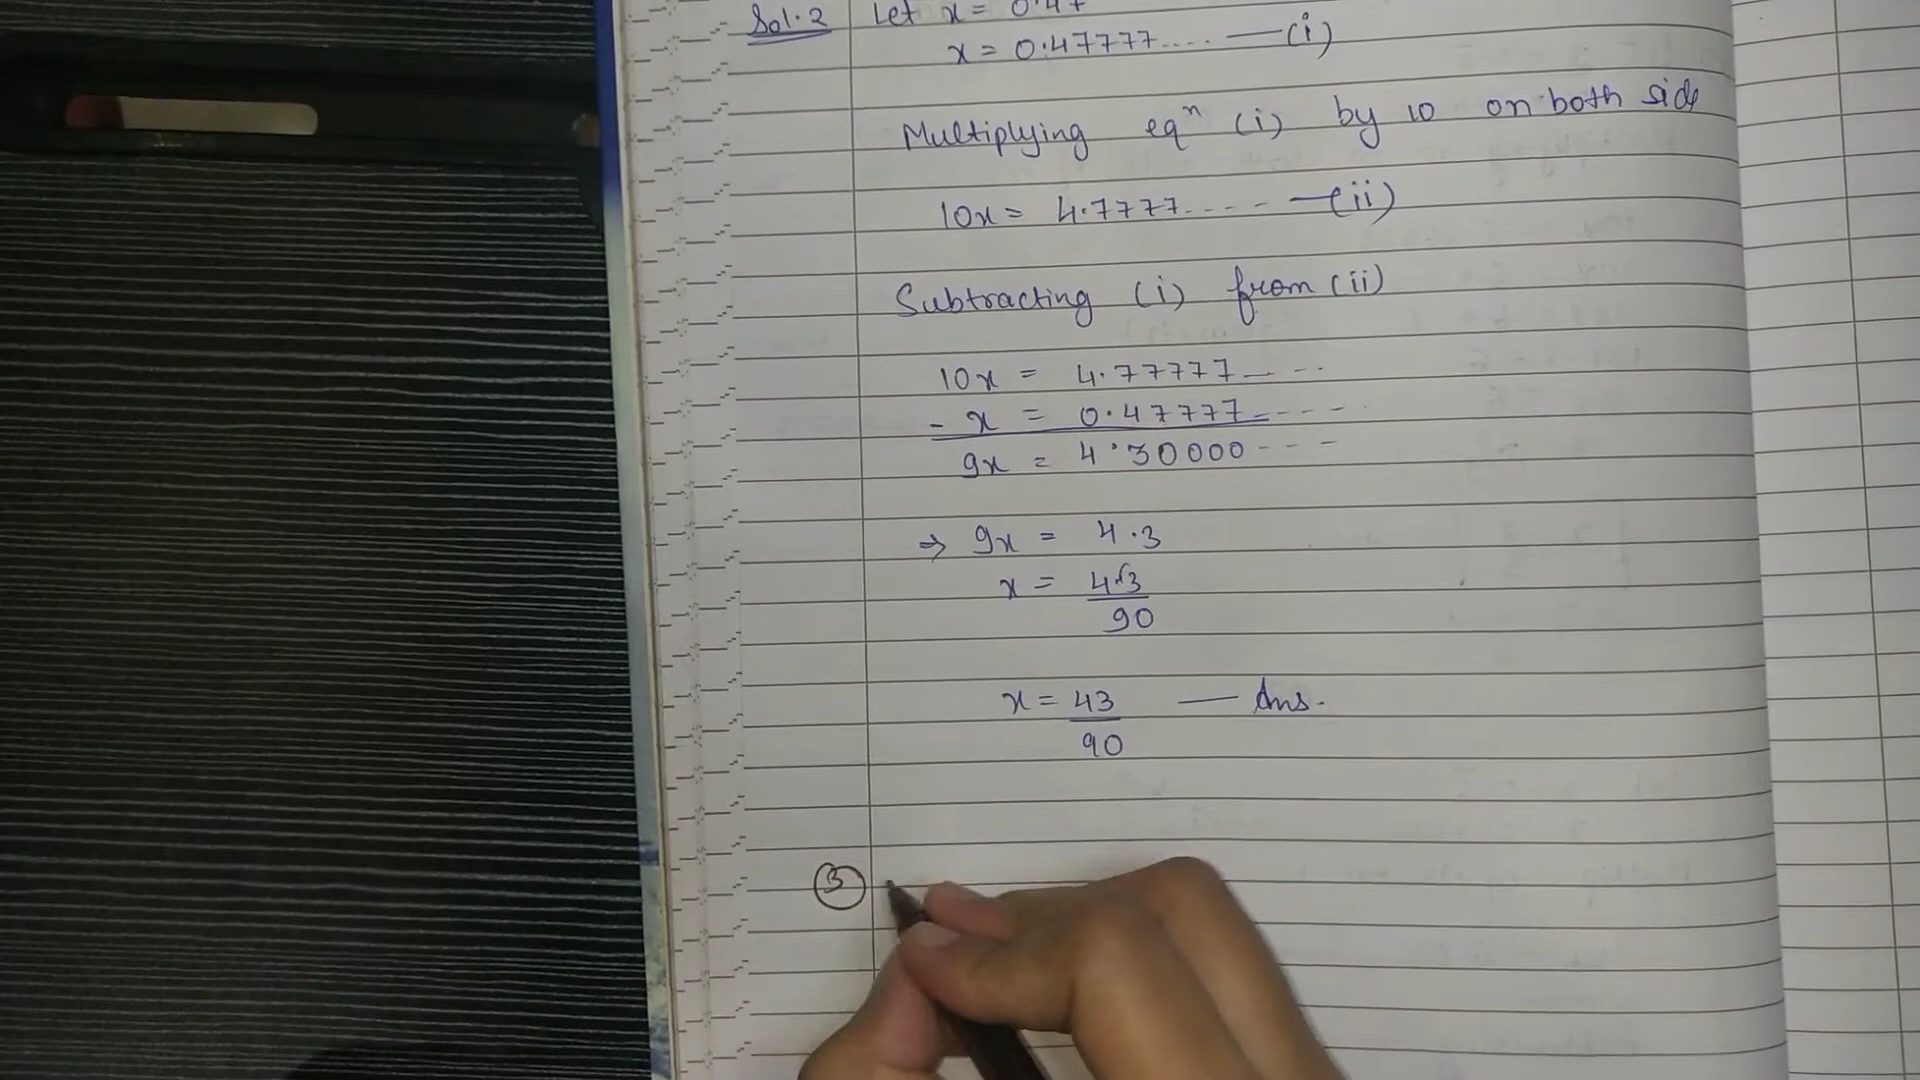 Sol. 2 Let x = 0.47
x = 0.47777.... — (i)
Multiplying eqⁿ (i) by 10 on both side
10x = 4.7777---- — (ii)
Subtracting (i) from (ii)
10x = 4.77777-- --
- x = 0.47777-----
9x = 4.30000---
⇒ 9x = 4.3
x = 4.3
90
x = 43 — Ans.
90
3